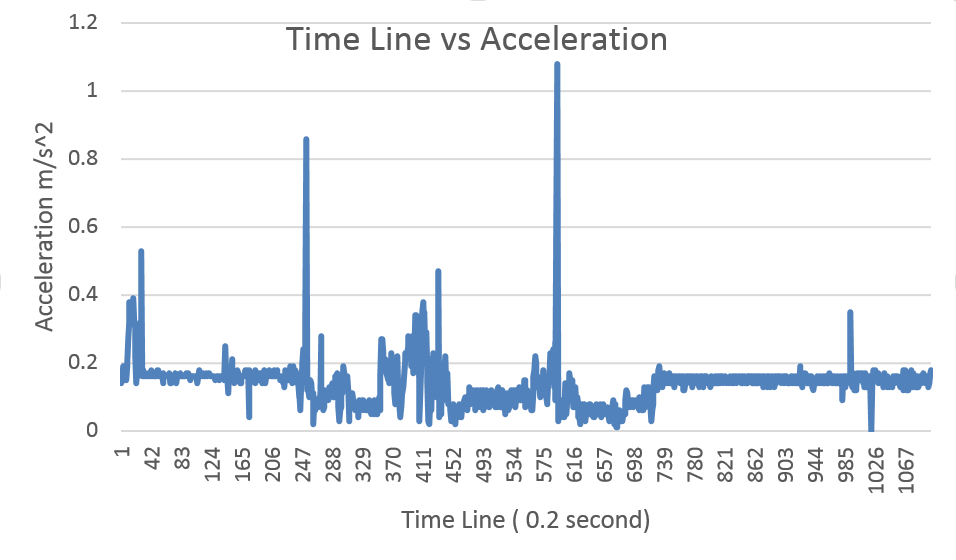 Time Line vs Acceleration
1.2
1
0.8
0.6
0.4
0.2
0
Acceleration m/s^2
1 42 83 124 165 206 247 288 329 370 411 452 493 534 575 616 657 698 739 780 821 862 903 944 985 1026 1067
Time Line ( 0.2 second)